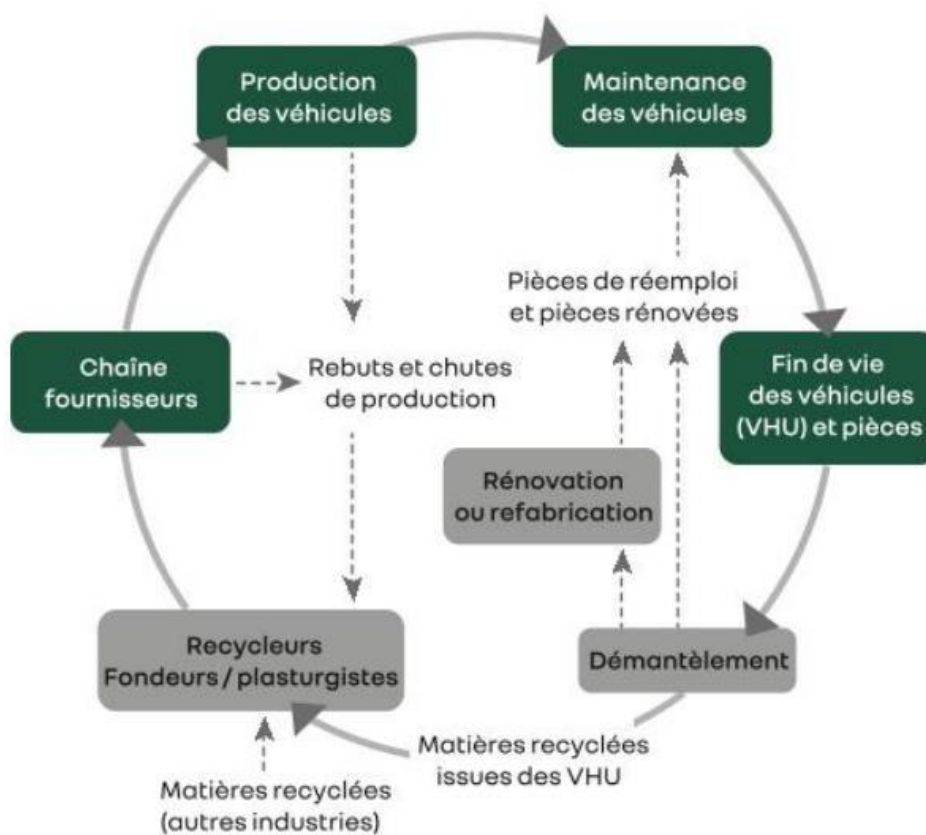 Production
des véhicules
Maintenance
des véhicules
Pièces de réemploi
et pièces rénovées
Chaîne
fournisseurs
Rebuts et chutes
de production
Fin de vie
des véhicules
(VHU) et pièces
Rénovation
ou refabrication
Recycleurs
Fondeurs / plasturgistes
Démantèlement
Matières recyclées
issues des VHU
Matières recyclées
(autres industries)